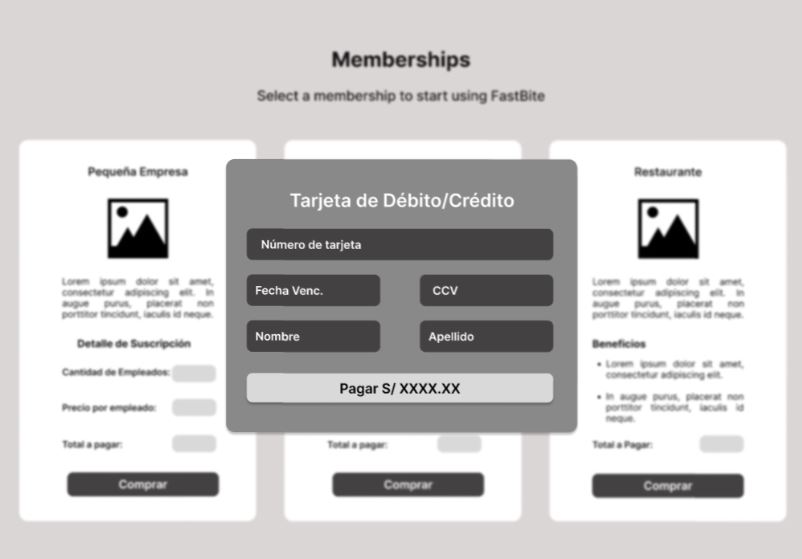 Memberships
Select a membership to start using FastBite
Pequeña Empresa
Lorem ipsum dolor sit amet,
consectetur adipiscing elit. In
augue purus, placerat non
porttitor tincidunt, iaculis id neque.
Detalle de Suscripción
Cantidad de Empleados:
Precio por empleado:
Total a pagar:
Comprar
Tarjeta de Débito/Crédito
Número de tarjeta
Fecha Venc.
CCV
Nombre
Apellido
Pagar S/ XXXX.XX
Total a pagar:
Comprar
Restaurante
Lorem ipsum dolor sit amet,
consectetur adipiscing elit. In
augue purus, placerat non
porttitor tincidunt, iaculis id neque.
Beneficios
• Lorem ipsum dolor sit amet,
consectetur adipiscing elit.
• In augue purus, placerat non
porttitor tincidunt, iaculis id
neque.
Total a Pagar:
Comprar